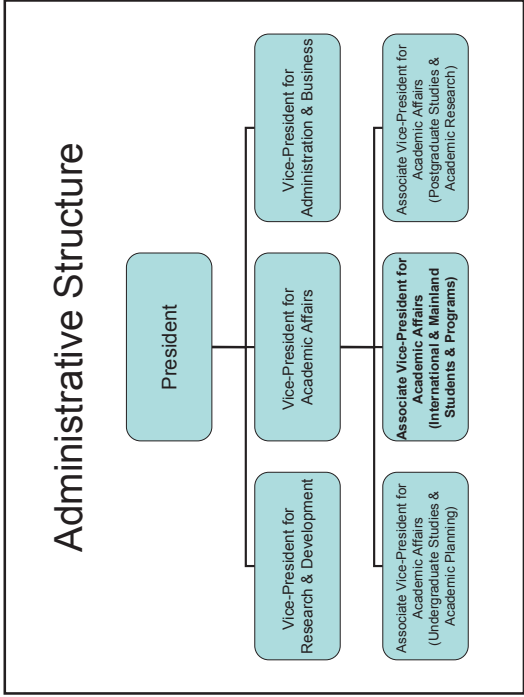 Administrative Structure
President
Vice-President for
Research & Development
Vice-President for
Academic Affairs
Vice-President for
Administration & Business
Associate Vice-President for
Academic Affairs
(Undergraduate Studies &
Academic Planning)
Associate Vice-President for
Academic Affairs
(International & Mainland
Students & Programs)
Associate Vice-President for
Academic Affairs
(Postgraduate Studies &
Academic Research)